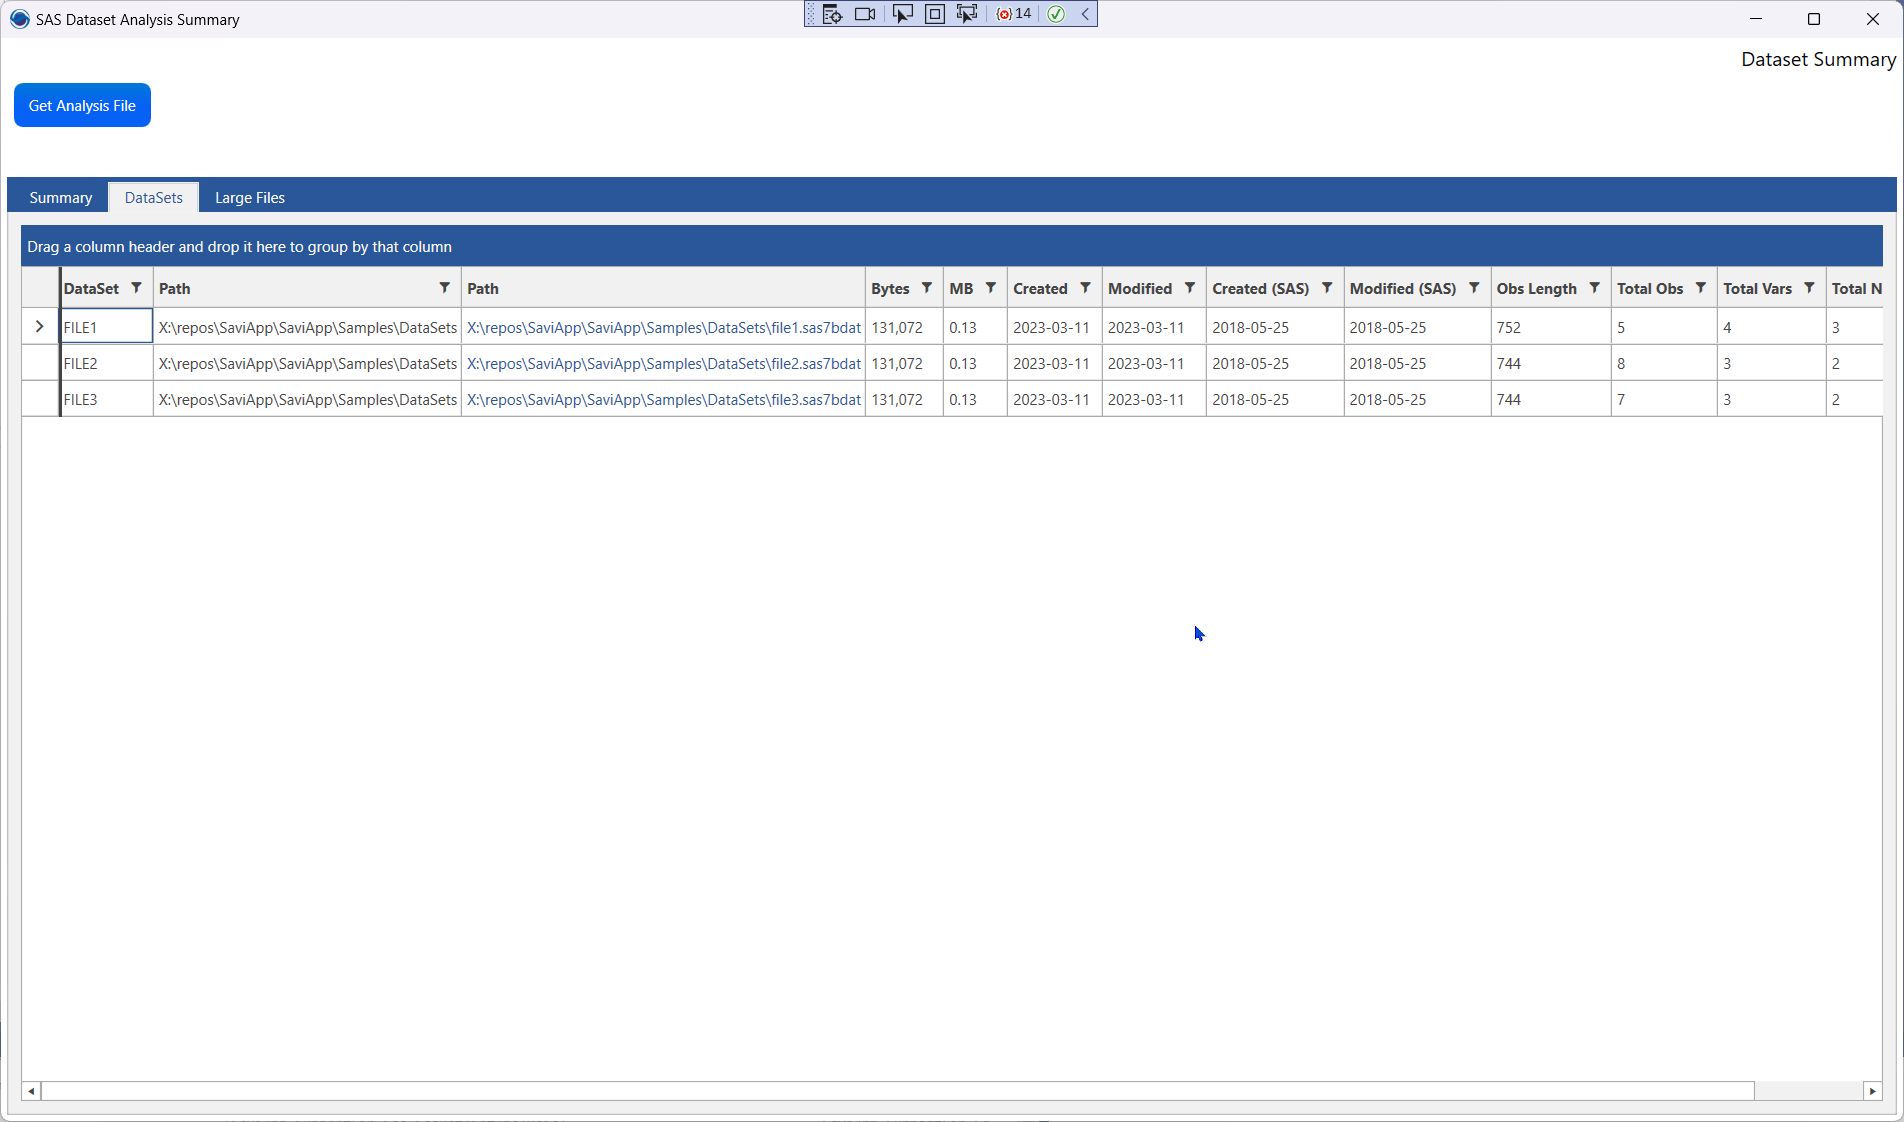 SAS Dataset Analysis Summary
14
Dataset Summary
Get Analysis File
Summary DataSets Large Files
Drag a column header and drop it here to group by that column
DataSet Path Path Bytes MB Created Modified Created (SAS) Modified (SAS) Obs Length Total Obs Total Vars Total N
FILE1 X:\repos\SaviApp\SaviApp\Samples\DataSets X:\repos\SaviApp\SaviApp\Samples\DataSets\file1.sas7bdat 131,072 0.13 2023-03-11 2023-03-11 2018-05-25 2018-05-25 752 5 4 3
FILE2 X:\repos\SaviApp\SaviApp\Samples\DataSets X:\repos\SaviApp\SaviApp\Samples\DataSets\file2.sas7bdat 131,072 0.13 2023-03-11 2023-03-11 2018-05-25 2018-05-25 744 8 3 2
FILE3 X:\repos\SaviApp\SaviApp\Samples\DataSets X:\repos\SaviApp\SaviApp\Samples\DataSets\file3.sas7bdat 131,072 0.13 2023-03-11 2023-03-11 2018-05-25 2018-05-25 744 7 3 2